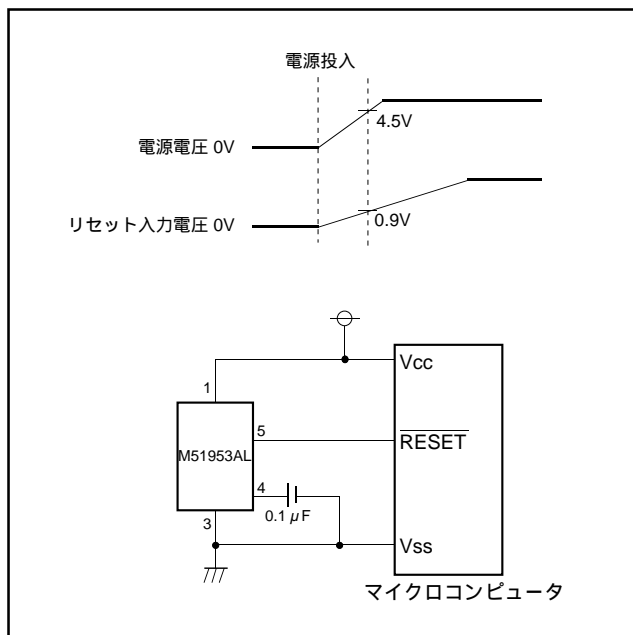 電源投入
4.5V
電源電圧 0V
リセット入力電圧 0V
0.9V
Vcc
1
5
RESET
M51953AL
4
0.1 μF
3
Vss
マイクロコンピュータ